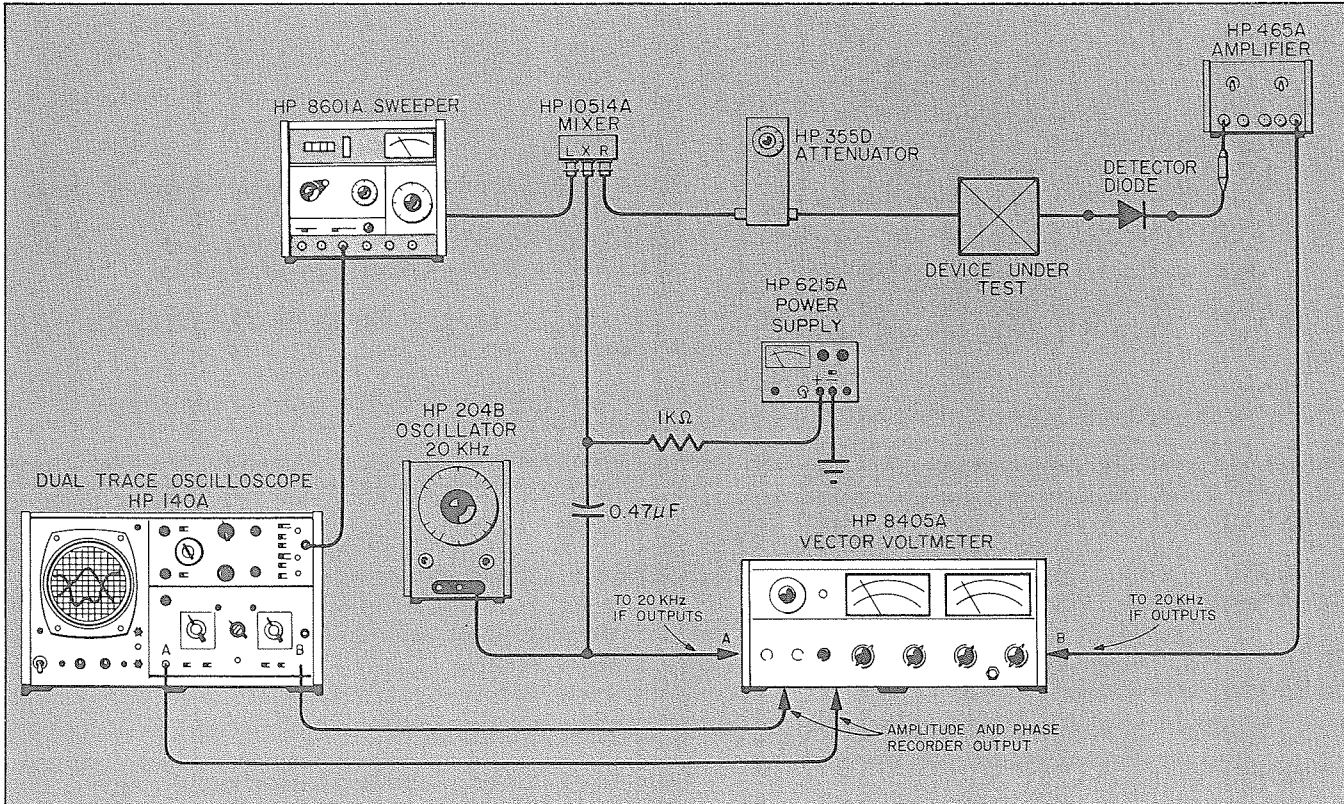 HP 465A
AMPLIFIER
HP 8601A SWEEPER
HP 10514A
MIXER
L X R
HP 355D
ATTENUATOR
DETECTOR
DIODE
DEVICE UNDER
TEST
HP 6215A
POWER
SUPPLY
+ −
1KΩ
HP 204B
OSCILLATOR
20 KHz
DUAL TRACE OSCILLOSCOPE
HP 140A
0.47µF
HP 8405A
VECTOR VOLTMETER
TO 20 KHz
IF OUTPUTS
A
B
TO 20 KHz
IF OUTPUTS
A
B
AMPLITUDE AND PHASE
RECORDER OUTPUT